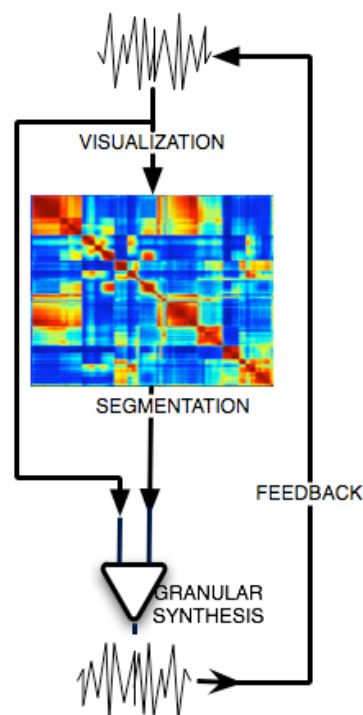 VISUALIZATION
SEGMENTATION
FEEDBACK
GRANULAR
SYNTHESIS